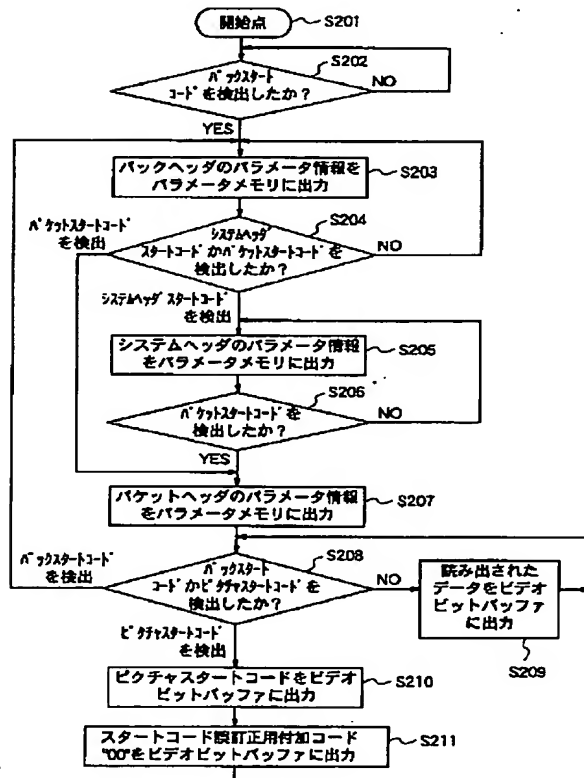 開始点
S201
S202
パックスタート
コードを検出したか？
NO
YES
パックヘッダのパラメータ情報を
パラメータメモリに出力
S203
S204
パケットスタートコード
を検出
システムヘッダ
スタートコードかパケットスタートコードを
検出したか？
NO
システムヘッダスタートコード
を検出
システムヘッダのパラメータ情報
をパラメータメモリに出力
S205
S206
パケットスタートコードを
検出したか？
NO
YES
パケットヘッダのパラメータ情報
をパラメータメモリに出力
S207
S208
パックスタートコード
を検出
パックスタート
コードかピクチャスタートコードを
検出したか？
NO
読み出された
データをビデオ
ビットバッファ
に出力
S209
ピクチャスタートコード
を検出
ピクチャスタートコードをビデオ
ビットバッファに出力
S210
スタートコード誤訂正用付加コード
"00"をビデオビットバッファに出力
S211